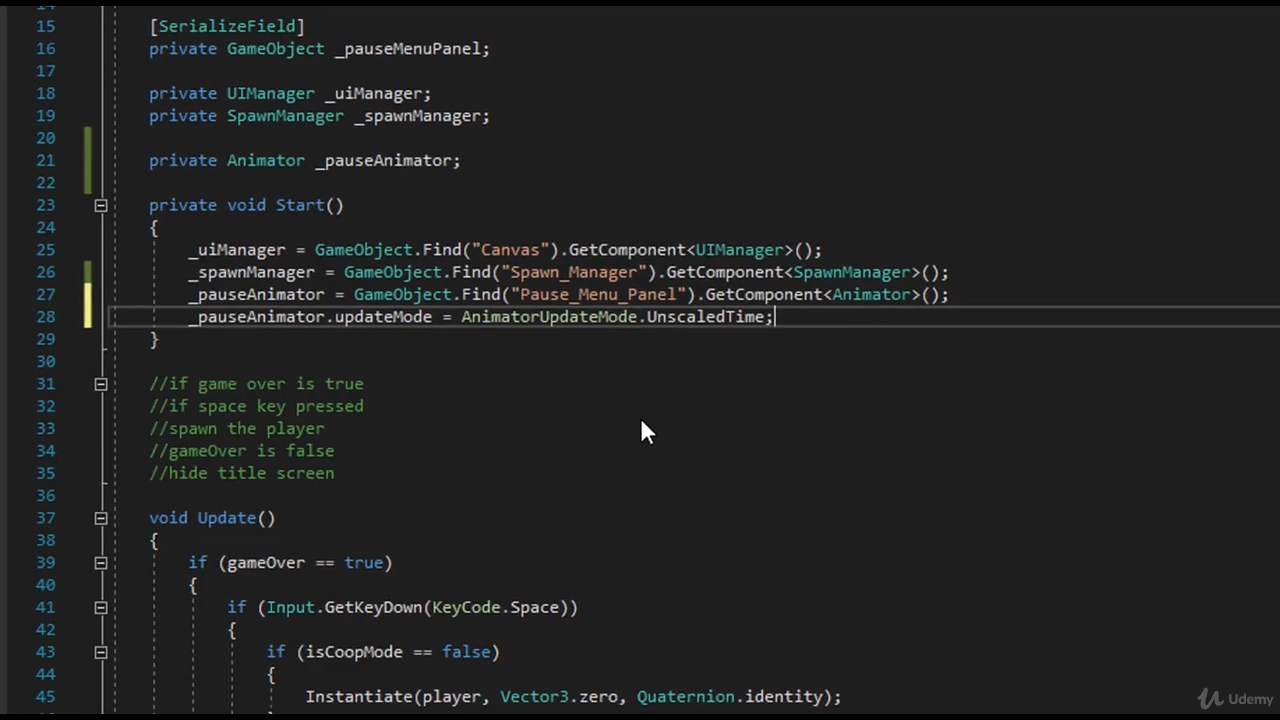 15 [SerializeField]
16 private GameObject _pauseMenuPanel;
17
18 private UIManager _uiManager;
19 private SpawnManager _spawnManager;
20
21 private Animator _pauseAnimator;
22
23 private void Start()
24 {
25 _uiManager = GameObject.Find("Canvas").GetComponent<UIManager>();
26 _spawnManager = GameObject.Find("Spawn_Manager").GetComponent<SpawnManager>();
27 _pauseAnimator = GameObject.Find("Pause_Menu_Panel").GetComponent<Animator>();
28 _pauseAnimator.updateMode = AnimatorUpdateMode.UnscaledTime;
29 }
30
31 //if game over is true
32 //if space key pressed
33 //spawn the player
34 //gameOver is false
35 //hide title screen
36
37 void Update()
38 {
39 if (gameOver == true)
40 {
41 if (Input.GetKeyDown(KeyCode.Space))
42 {
43 if (isCoopMode == false)
44 {
45 Instantiate(player, Vector3.zero, Quaternion.identity);
Udemy